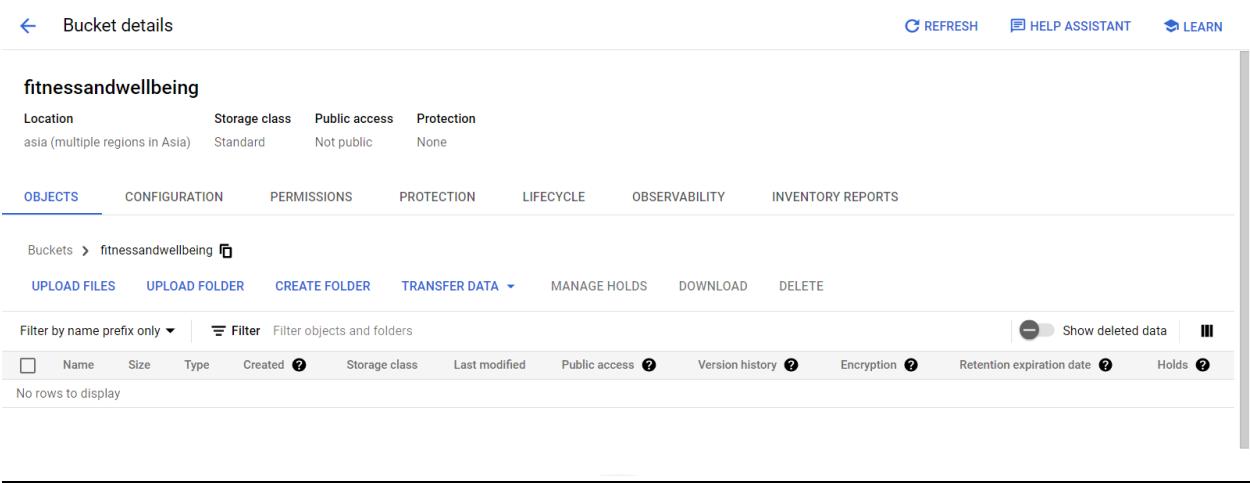 Bucket details REFRESH HELP ASSISTANT LEARN
fitnessandwellbeing
Location Storage class Public access Protection
asia (multiple regions in Asia) Standard Not public None
OBJECTS CONFIGURATION PERMISSIONS PROTECTION LIFECYCLE OBSERVABILITY INVENTORY REPORTS
Buckets > fitnessandwellbeing
UPLOAD FILES UPLOAD FOLDER CREATE FOLDER TRANSFER DATA MANAGE HOLDS DOWNLOAD DELETE
Filter by name prefix only Filter Filter objects and folders Show deleted data
Name Size Type Created ? Storage class Last modified Public access ? Version history ? Encryption ? Retention expiration date ? Holds ?
No rows to display